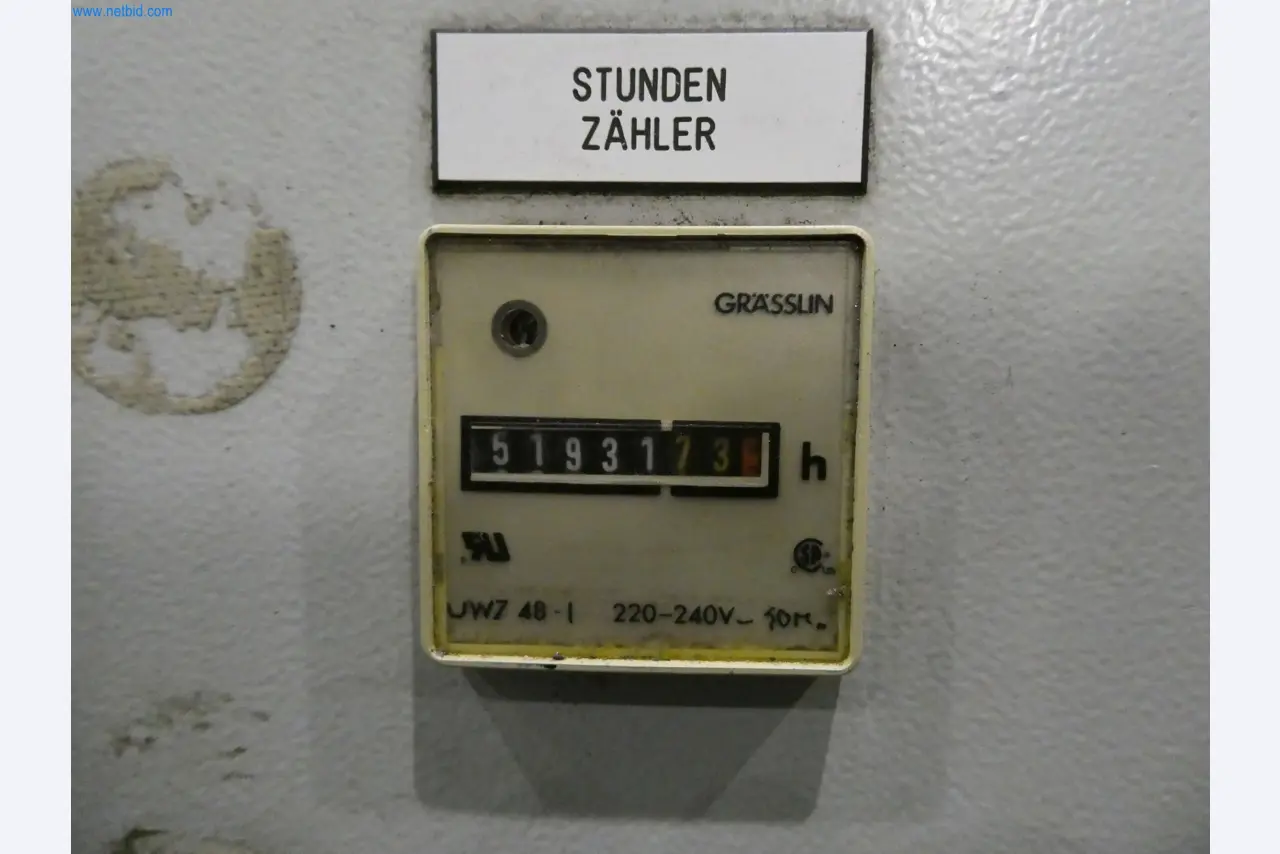 www.netbid.com
STUNDEN
ZÄHLER
GRÄSSLIN
5193173
h
UWZ 48-1 220-240V~